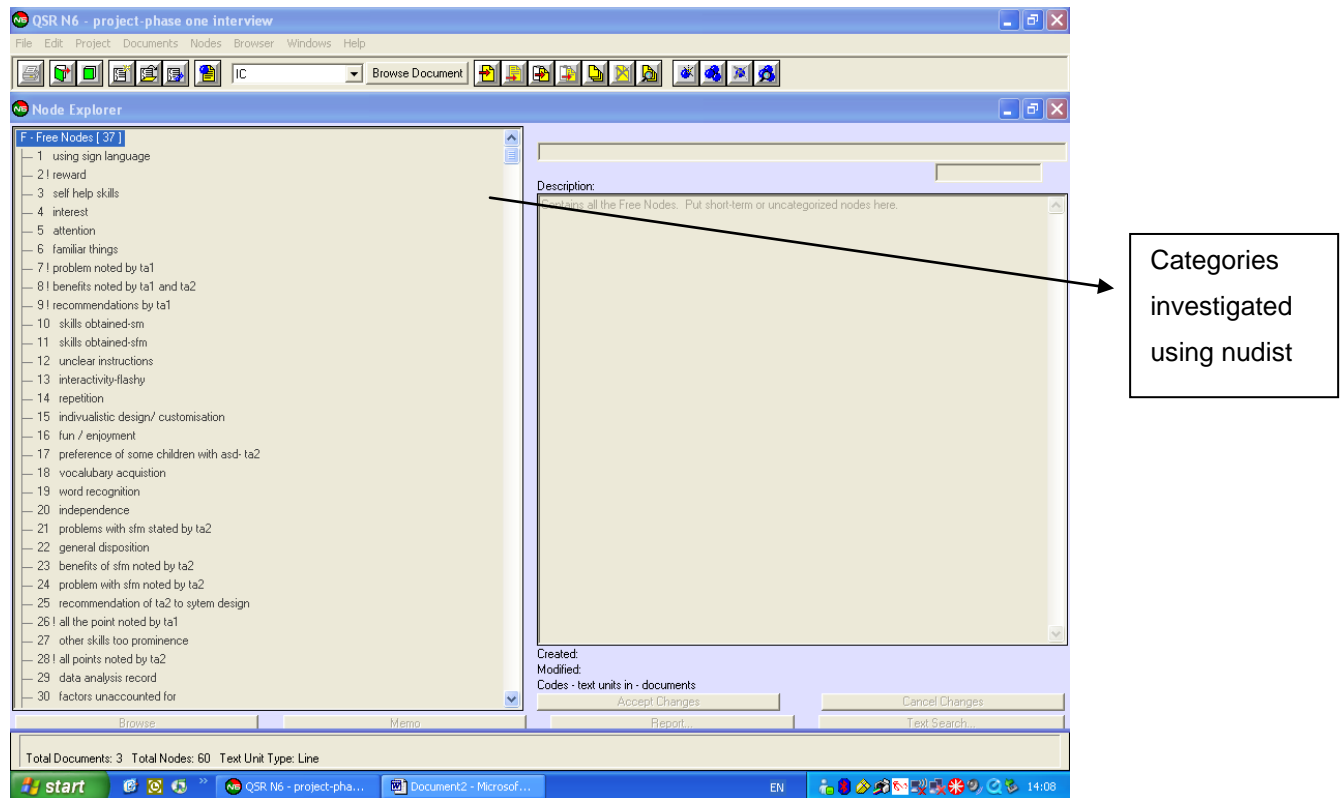 QSR N6 - project-phase one interview
File Edit Project Documents Nodes Browser Windows Help
IC
Browse Document
Node Explorer
F - Free Nodes [ 37 ]
1 using sign language
2 ! reward
3 self help skills
4 interest
5 attention
6 familiar things
7 ! problem noted by ta1
8 ! benefits noted by ta1 and ta2
9 ! recommendations by ta1
10 skills obtained-sm
11 skills obtained-sfm
12 unclear instructions
13 interactivity-flashy
14 repetition
15 indivualistic design/ customisation
16 fun / enjoyment
17 preference of some children with asd- ta2
18 vocalubary acquistion
19 word recognition
20 independence
21 problems with sfm stated by ta2
22 general disposition
23 benefits of sfm noted by ta2
24 problem with sfm noted by ta2
25 recommendation of ta2 to sytem design
26 ! all the point noted by ta1
27 other skills too prominence
28 ! all points noted by ta2
29 data analysis record
30 factors unaccounted for
Description:
Contains all the Free Nodes. Put short-term or uncategorized nodes here.
Created:
Modified:
Codes - text units in - documents
Accept Changes
Cancel Changes
Browse
Memo
Report...
Text Search...
Total Documents: 3 Total Nodes: 60 Text Unit Type: Line
start
QSR N6 - project-pha...
Document2 - Microsof...
EN
14:08
Categories
investigated
using nudist